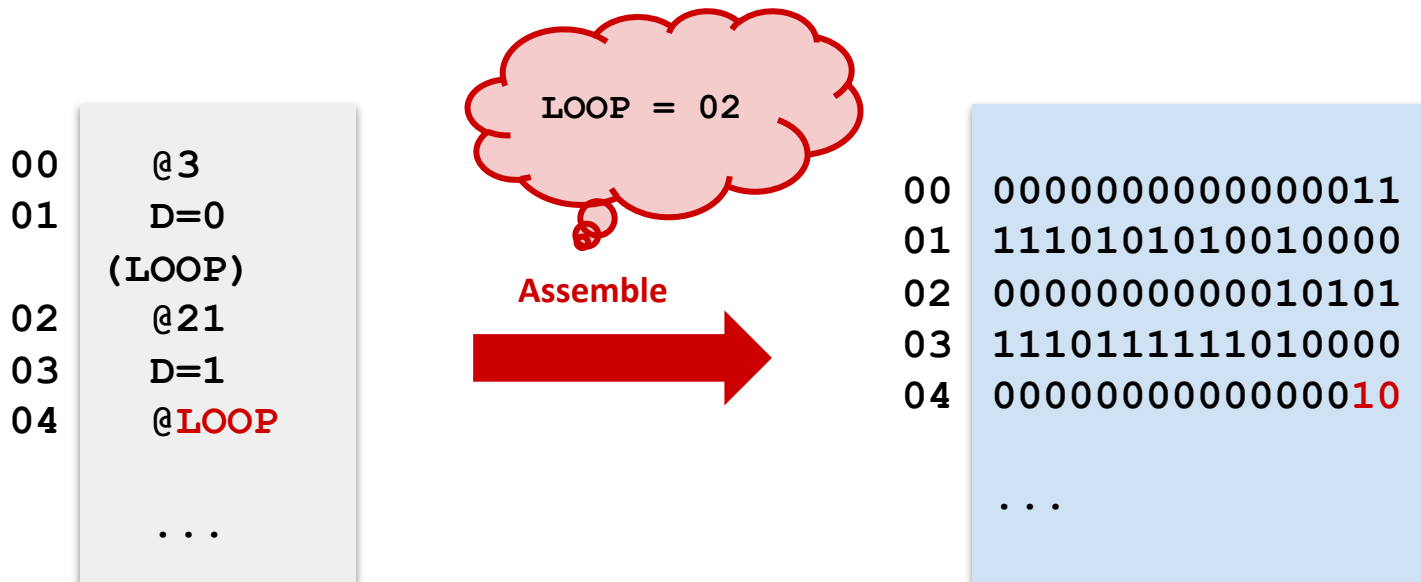 LOOP = 02
00 @3
01 D=0
(LOOP)
02 @21
03 D=1
04 @LOOP
...
Assemble
00 0000000000000011
01 1110101010010000
02 0000000000010101
03 1110111111010000
04 0000000000000010
...